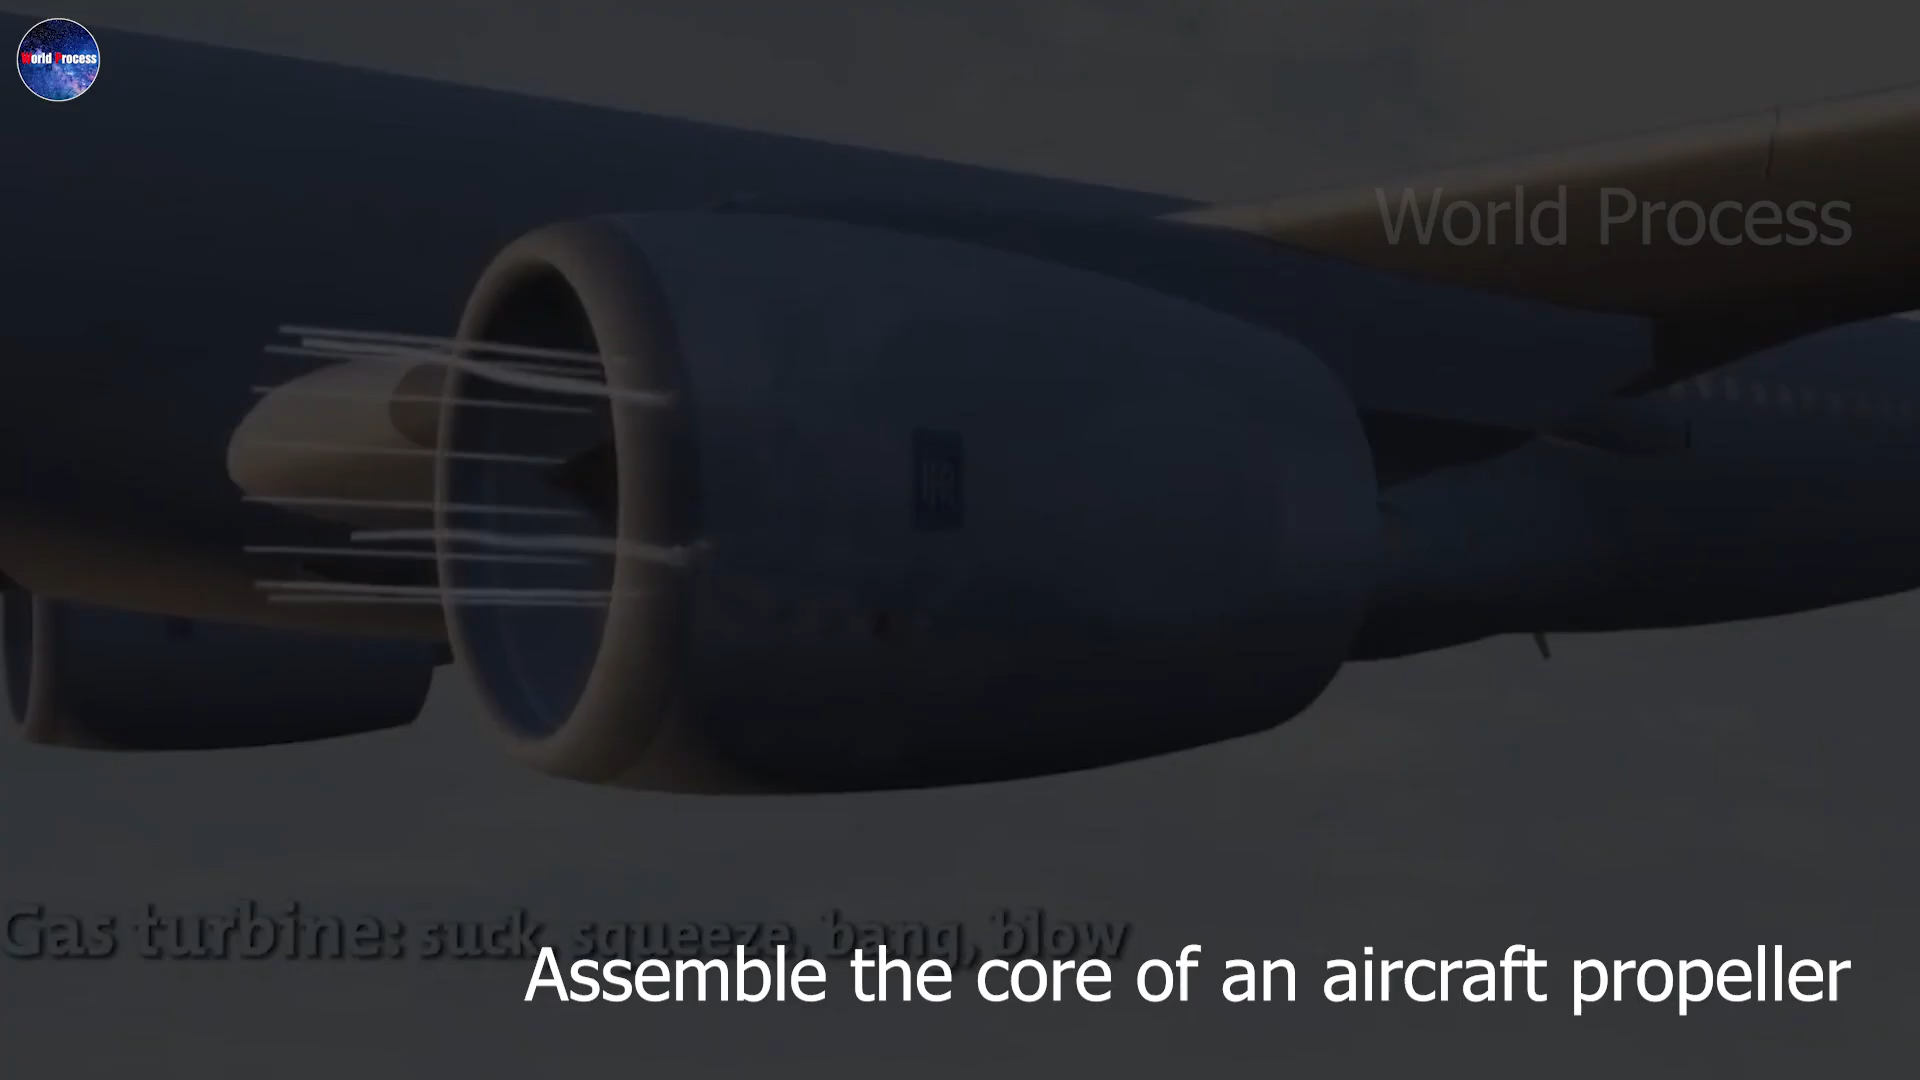 World Process
World Process
Gas turbine: suck, squeeze, bang, blow
Assemble the core of an aircraft propeller